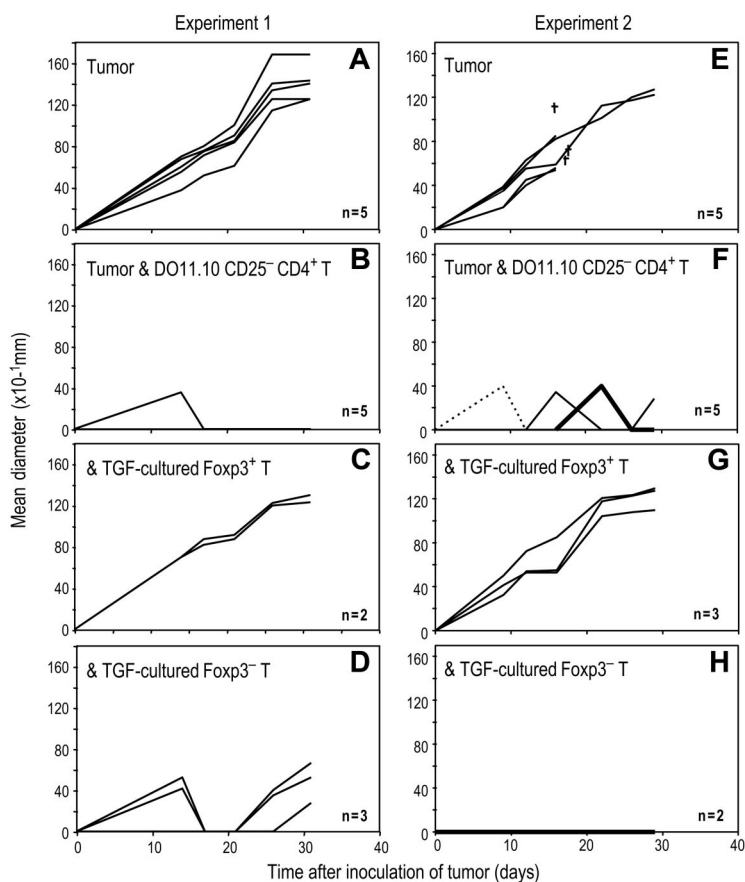 Experiment 1
Experiment 2
Mean diameter (x10-¹mm)
160
120
80
40
0
Tumor
A
n=5
160
120
80
40
0
Tumor
E
†
†
†
n=5
160
120
80
40
0
Tumor & DO11.10 CD25⁻ CD4⁺ T
B
n=5
160
120
80
40
0
Tumor & DO11.10 CD25⁻ CD4⁺ T
F
n=5
160
120
80
40
0
& TGF-cultured Foxp3⁺ T
C
n=2
160
120
80
40
0
& TGF-cultured Foxp3⁺ T
G
n=3
160
120
80
40
0
& TGF-cultured Foxp3⁻ T
D
n=3
0 10 20 30 40
160
120
80
40
0
& TGF-cultured Foxp3⁻ T
H
n=2
0 10 20 30 40
Time after inoculation of tumor (days)